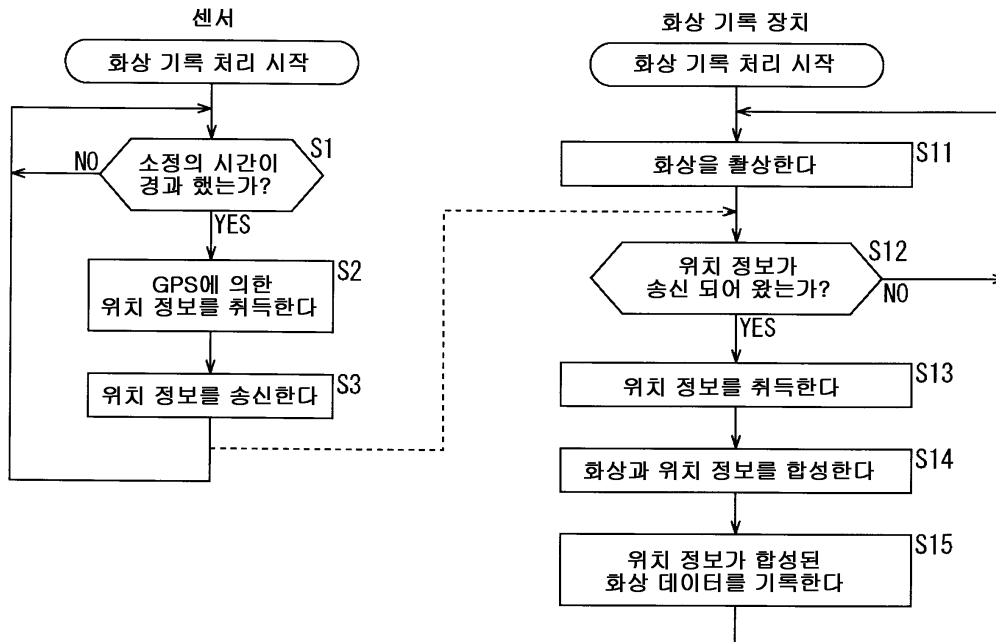 센서
화상 기록 처리 시작
소정의 시간이
경과 했는가?
S1
NO
YES
GPS에 의한
위치 정보를 취득한다
S2
위치 정보를 송신한다
S3
화상 기록 장치
화상 기록 처리 시작
화상을 촬상한다
S11
위치 정보가
송신 되어 왔는가?
S12
NO
YES
위치 정보를 취득한다
S13
화상과 위치 정보를 합성한다
S14
위치 정보가 합성된
화상 데이터를 기록한다
S15